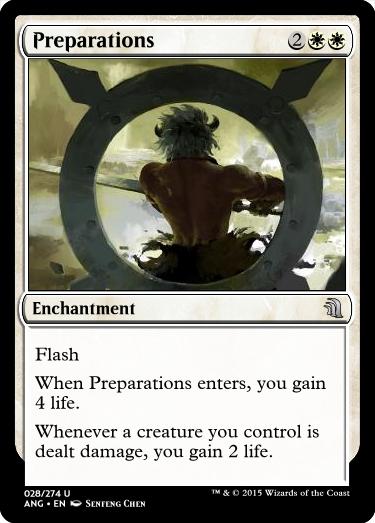 Preparations 2
Enchantment
Flash
When Preparations enters, you gain
4 life.
Whenever a creature you control is
dealt damage, you gain 2 life.
028/274 U
ANG • EN SENFENG CHEN
™ & © 2015 Wizards of the Coast